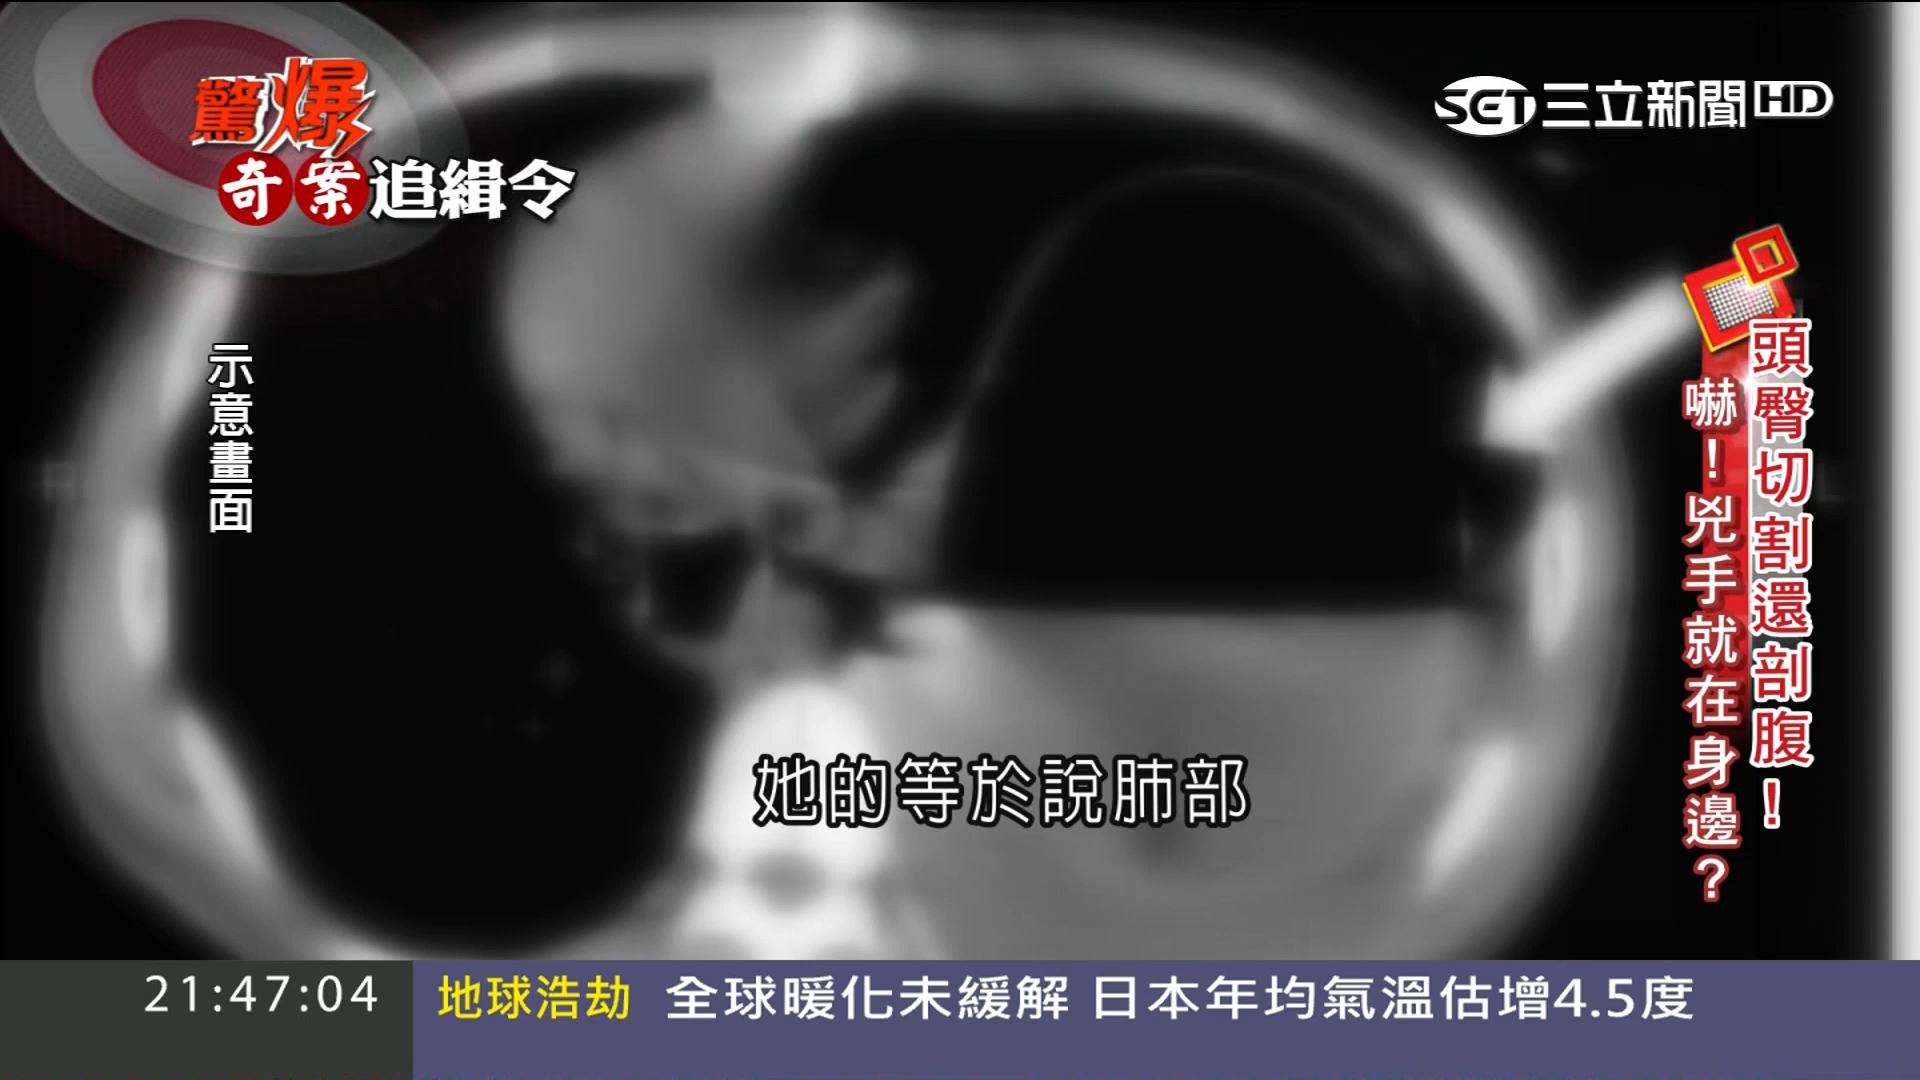 驚爆
奇案追緝令
SET三立新聞HD
示意畫面
頭臀切割還剖腹！
嚇！兇手就在身邊？
她的等於說肺部
21:47:04
地球浩劫 全球暖化未緩解 日本年均氣溫估增4.5度